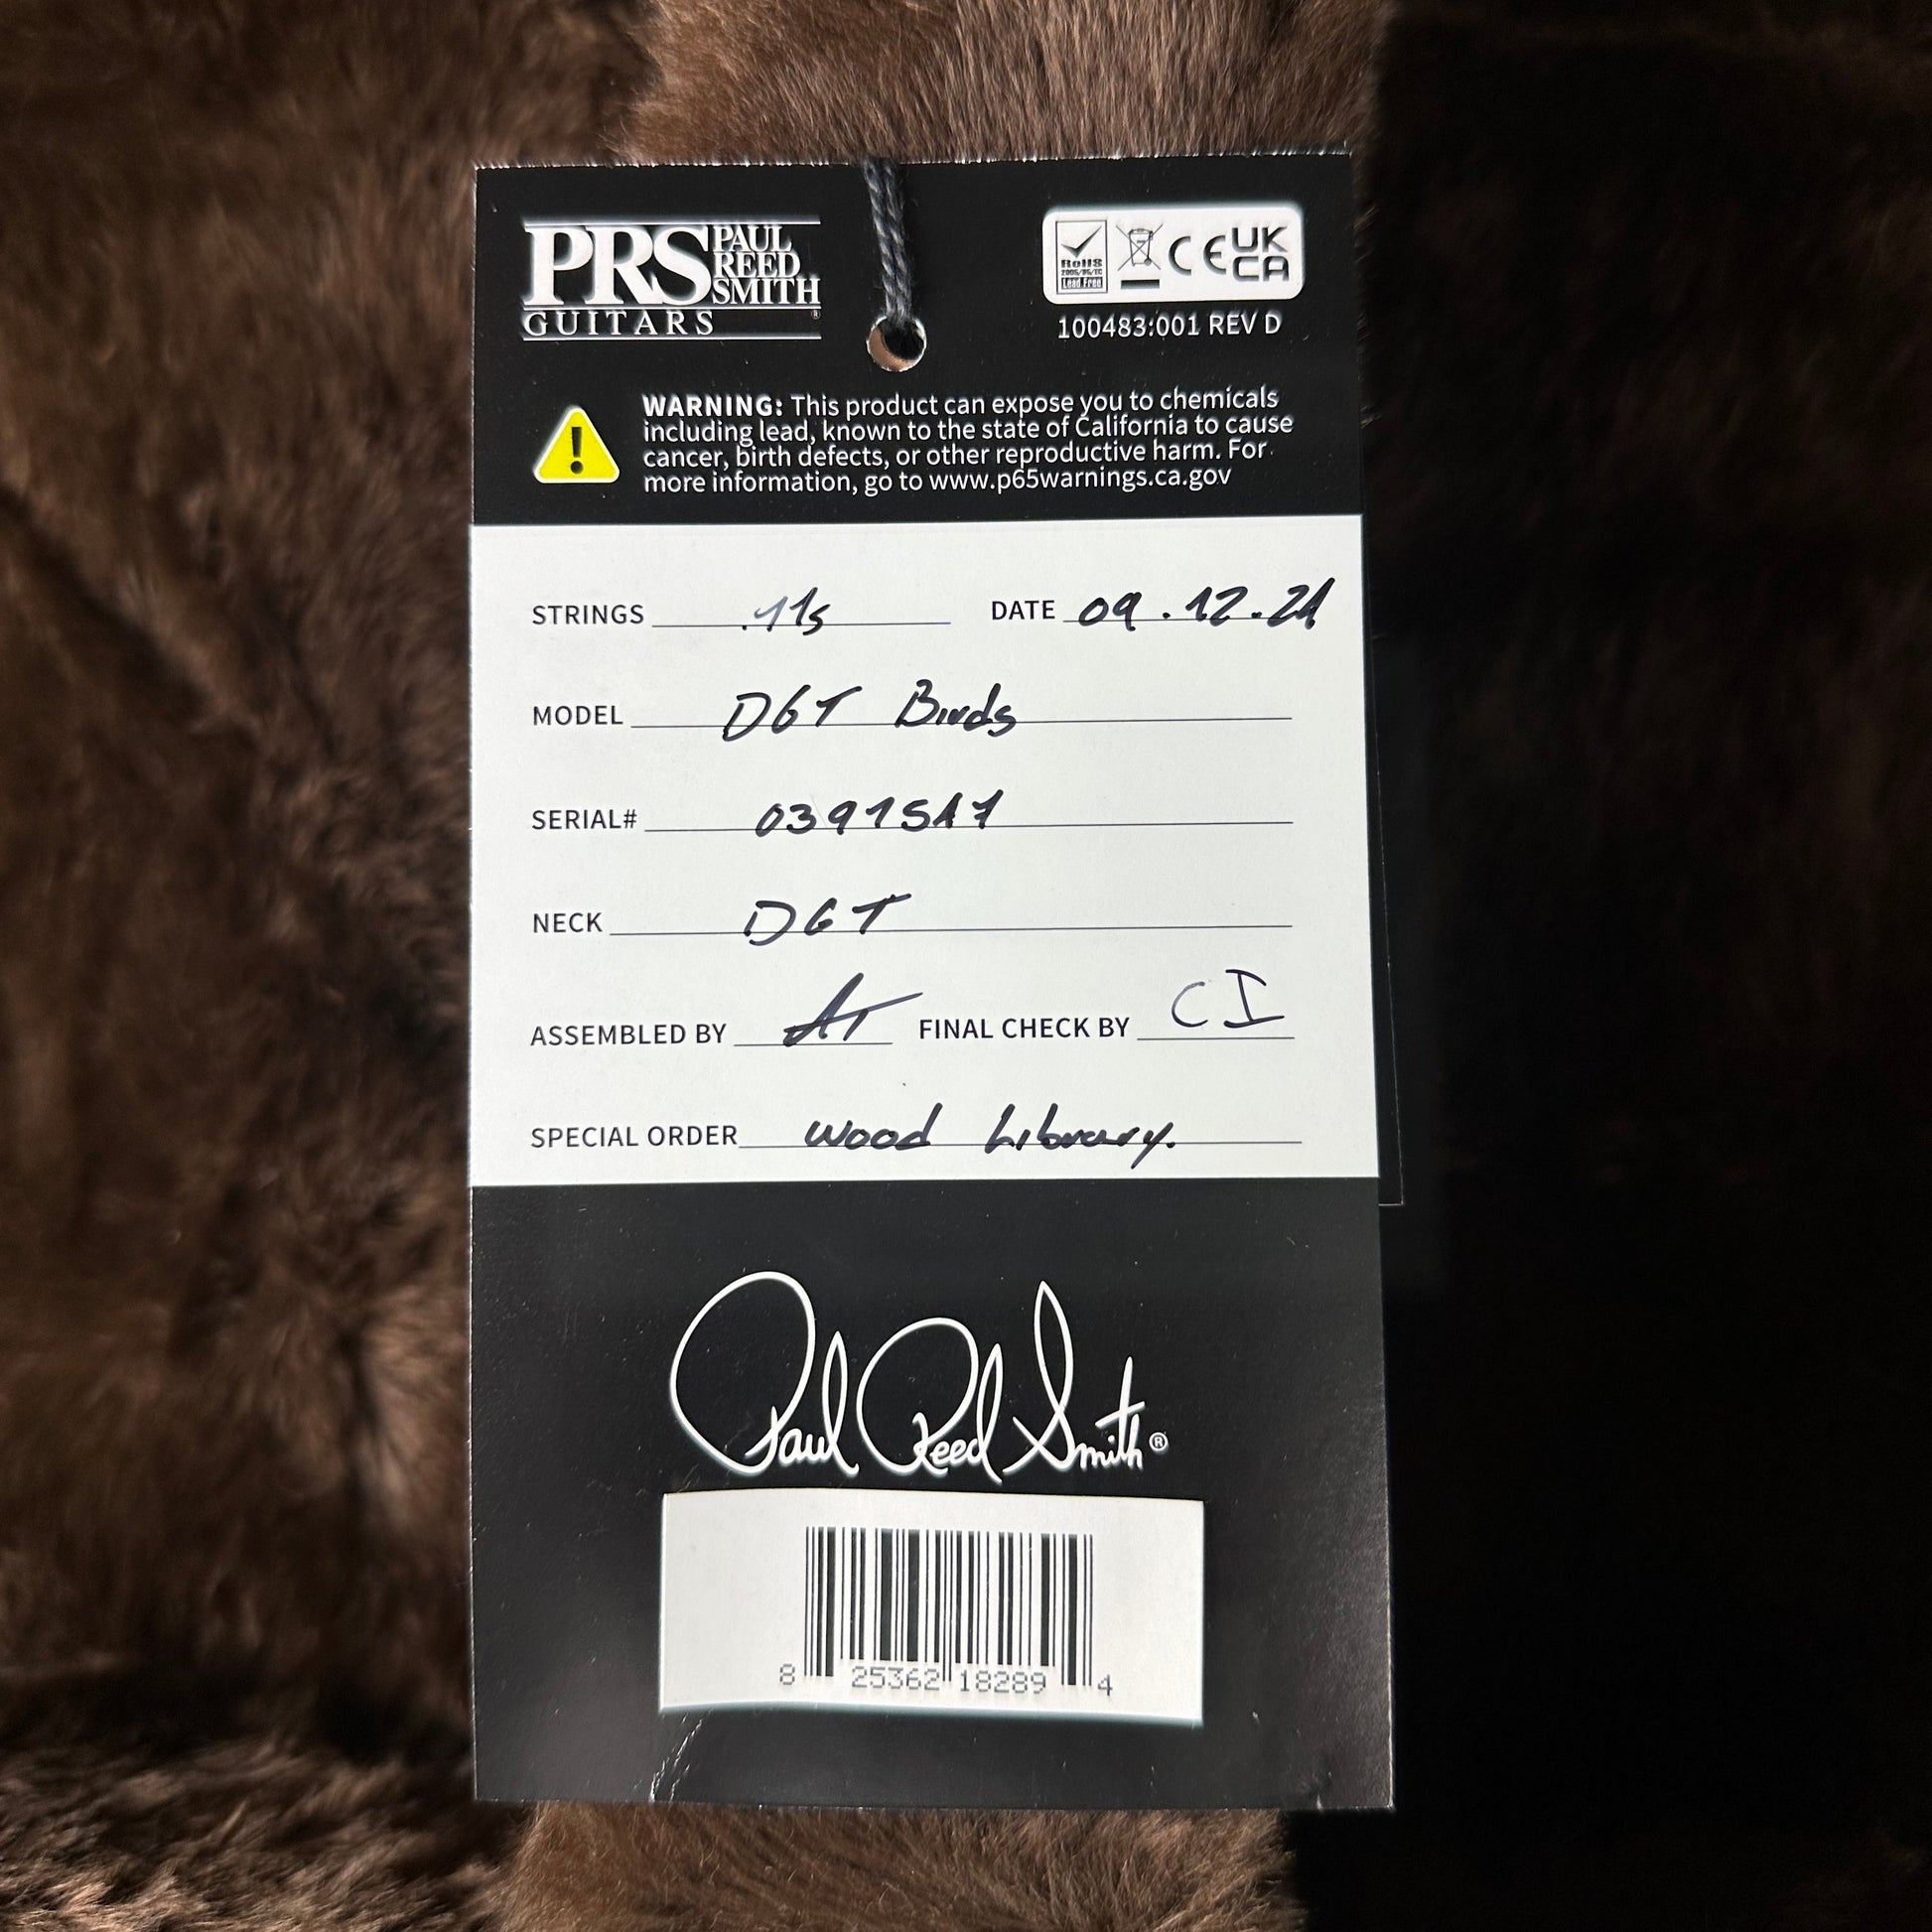 PRS PAUL
REED
SMITH
GUITARS ®
RoHS
2005/95/EC
Lead Free
CE UK
CA
100483:001 REV D
WARNING: This product can expose you to chemicals
including lead, known to the state of California to cause
cancer, birth defects, or other reproductive harm. For
more information, go to www.p65warnings.ca.gov
STRINGS .11s DATE 09.12.24
MODEL DGT Birds
SERIAL#
NECK DGT
ASSEMBLED BY FINAL CHECK BY CI
SPECIAL ORDER Wood Library.
Paul Reed Smith®
8 25362 18289 4